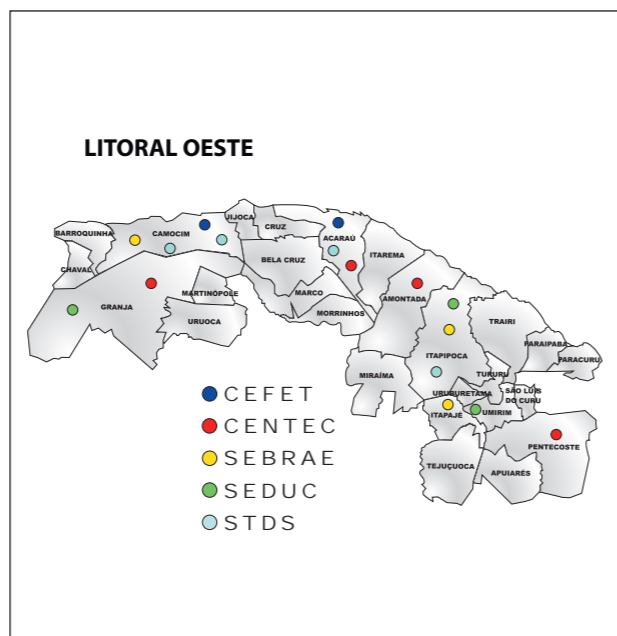 LITORAL OESTE
BARROQUINHA
CAMOCIM
JIJOCA
CRUZ
ACARAÚ
ITAREMA
CHAVAL
BELA CRUZ
GRANJA
MARTINÓPOLE
MARCO
AMONTADA
URUOCA
MORRINHOS
TRAIRI
PARAIPABA
ITAPIPOCA
PARACURU
MIRAÍMA
TURURU
URUBURETAMA
SÃO LUÍS
DO CURU
ITAPAJÉ
UMIRIM
PENTECOSTE
TEJUÇUOCA
APUIARÉS
CEFET
CENTEC
SEBRAE
SEDUC
STDS